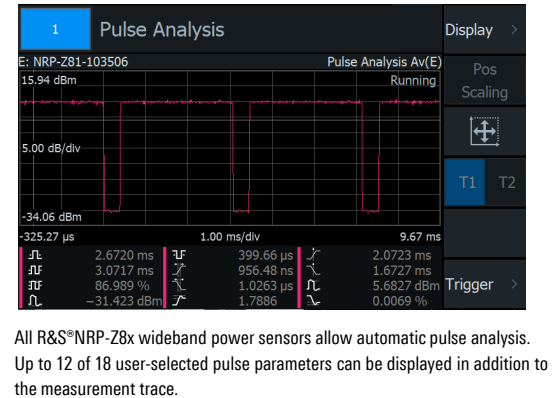 1 Pulse Analysis Display >
E: NRP-Z81-103506 Pulse Analysis Av(E)
15.94 dBm Running
Pos
Scaling
5.00 dB/div
T1 T2
-34.06 dBm
-325.27 µs 1.00 ms/div 9.67 ms
2.6720 ms 399.66 µs 2.0723 ms
3.0717 ms 956.48 ns 1.6727 ms
86.989 % 1.0263 µs 5.6827 dBm
Trigger >
-31.423 dBm 1.7886 0.0069 %
All R&S®NRP-Z8x wideband power sensors allow automatic pulse analysis.
Up to 12 of 18 user-selected pulse parameters can be displayed in addition to
the measurement trace.